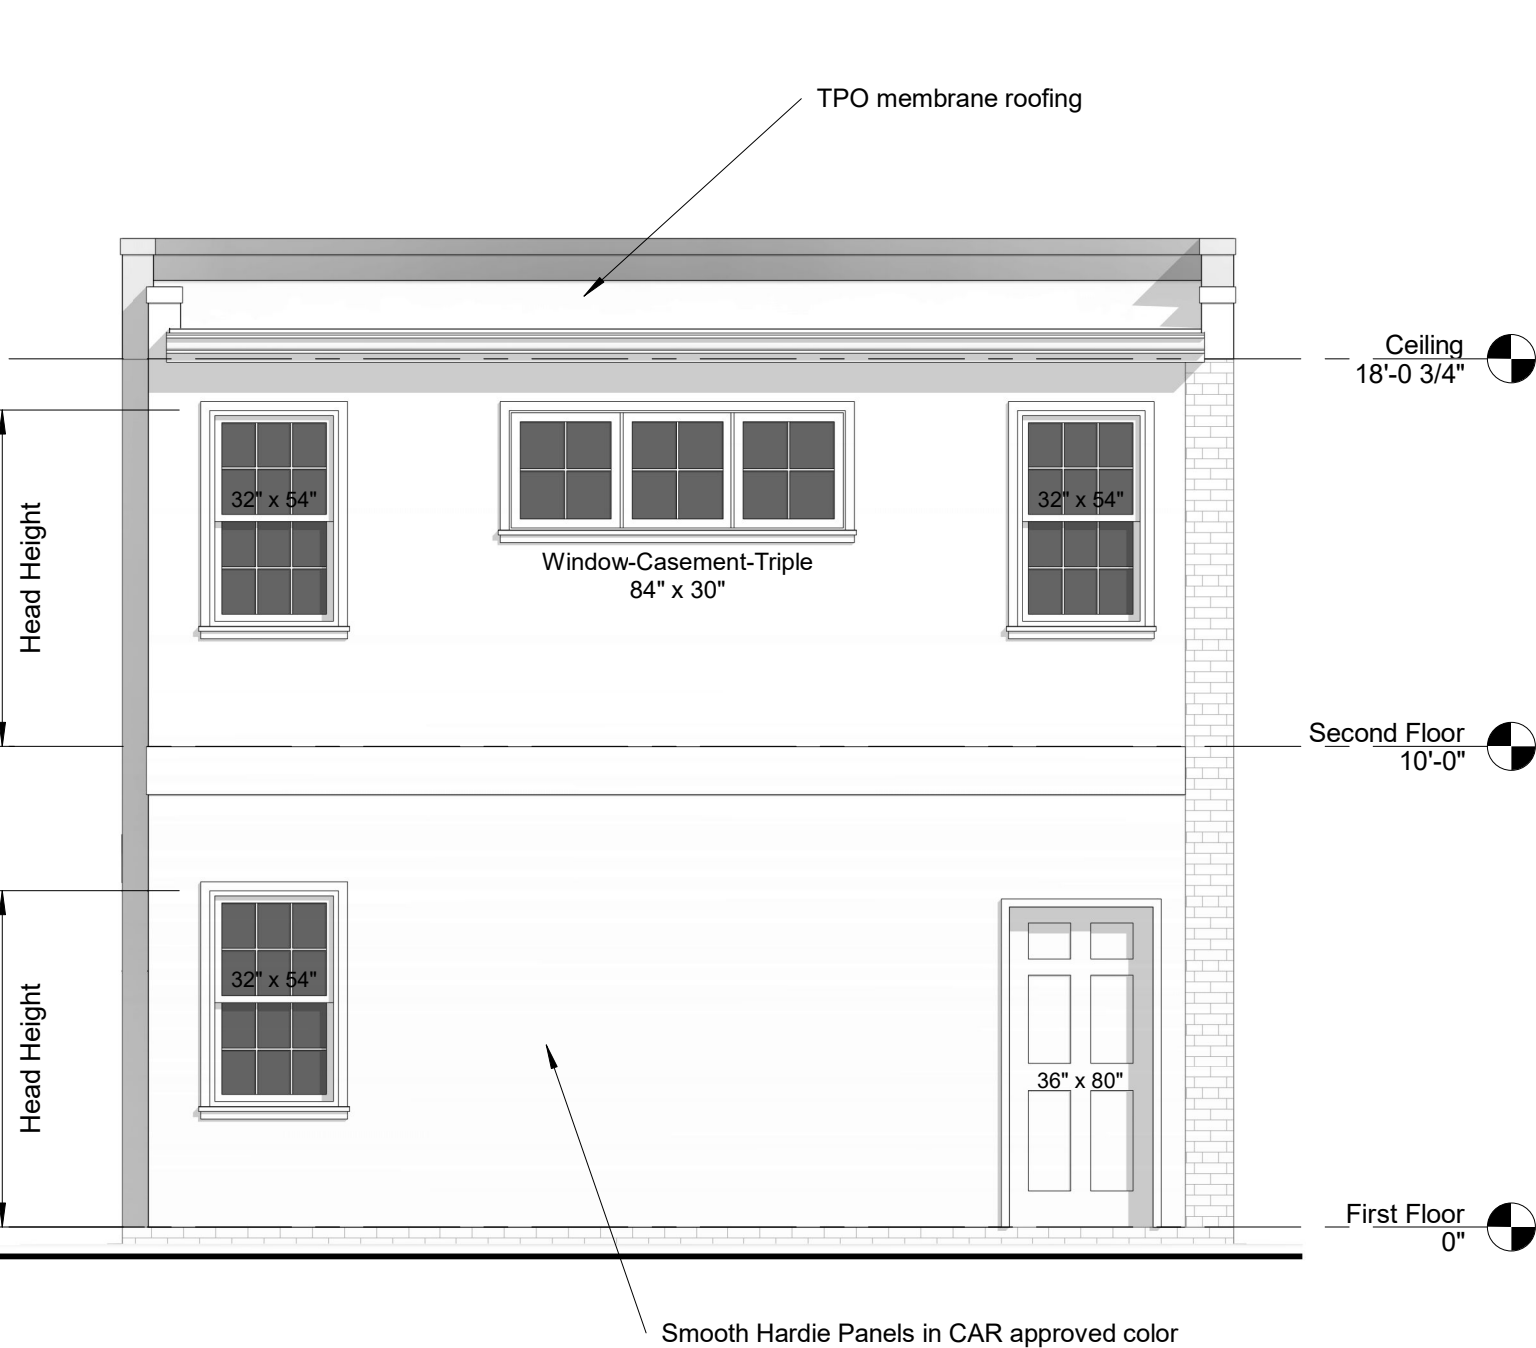 TPO membrane roofing
Ceiling
18'-0 3/4"
Head Height
32" x 54"
32" x 54"
Window-Casement-Triple
84" x 30"
Second Floor
10'-0"
Head Height
32" x 54"
36" x 80"
First Floor
0"
Smooth Hardie Panels in CAR approved color